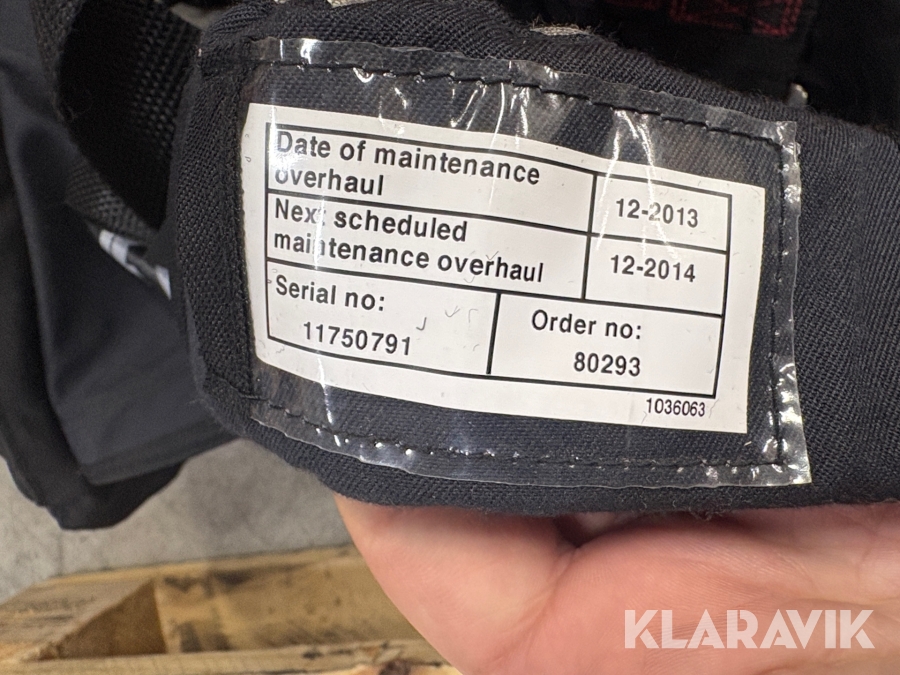 Date of maintenance
overhaul
12-2013
Next scheduled
maintenance overhaul
12-2014
Serial no:
11750791
Order no:
80293
1036063
KLARAVIK